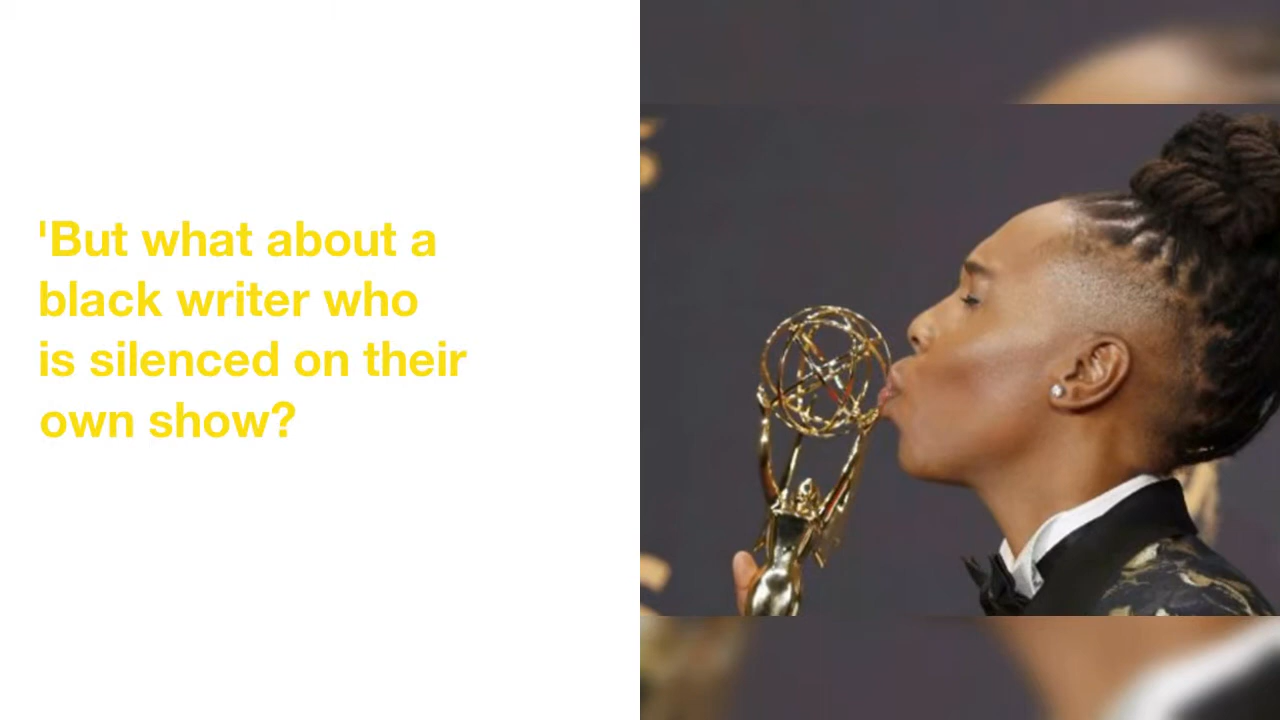 'But what about a
black writer who
is silenced on their
own show?